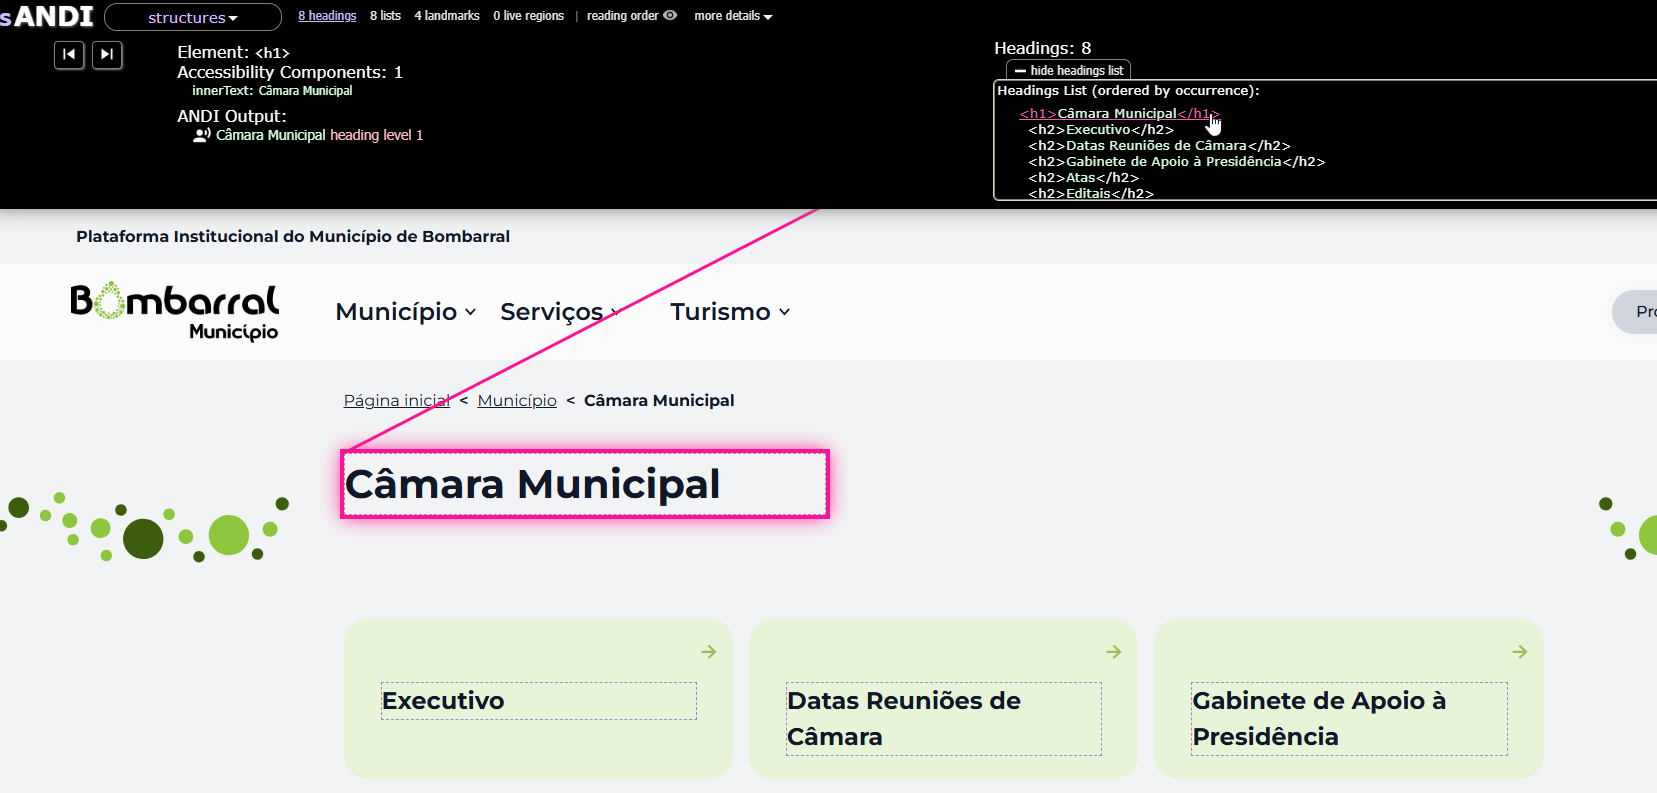 sANDI
structures
8 headings 8 lists 4 landmarks 0 live regions | reading order more details
Element: <h1>
Accessibility Components: 1
innerText: Câmara Municipal
ANDI Output:
Câmara Municipal heading level 1
Headings: 8
hide headings list
Headings List (ordered by occurrence):
<h1>Câmara Municipal</h1>
<h2>Executivo</h2>
<h2>Datas Reuniões de Câmara</h2>
<h2>Gabinete de Apoio à Presidência</h2>
<h2>Atas</h2>
<h2>Editais</h2>
Plataforma Institucional do Município de Bombarral
Bombarral
Município
Município Serviços Turismo
Página inicial < Município < Câmara Municipal
Câmara Municipal
Executivo
Datas Reuniões de
Câmara
Gabinete de Apoio à
Presidência